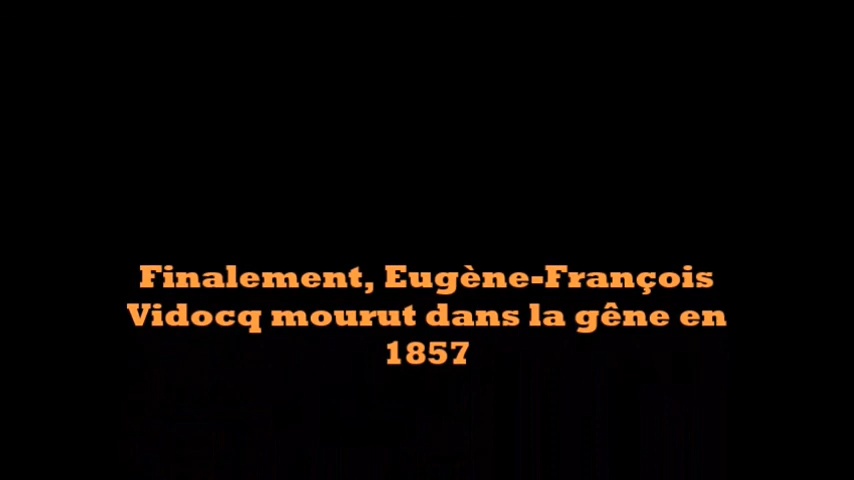 Finalement, Eugène-François
Vidocq mourut dans la gêne en
1857